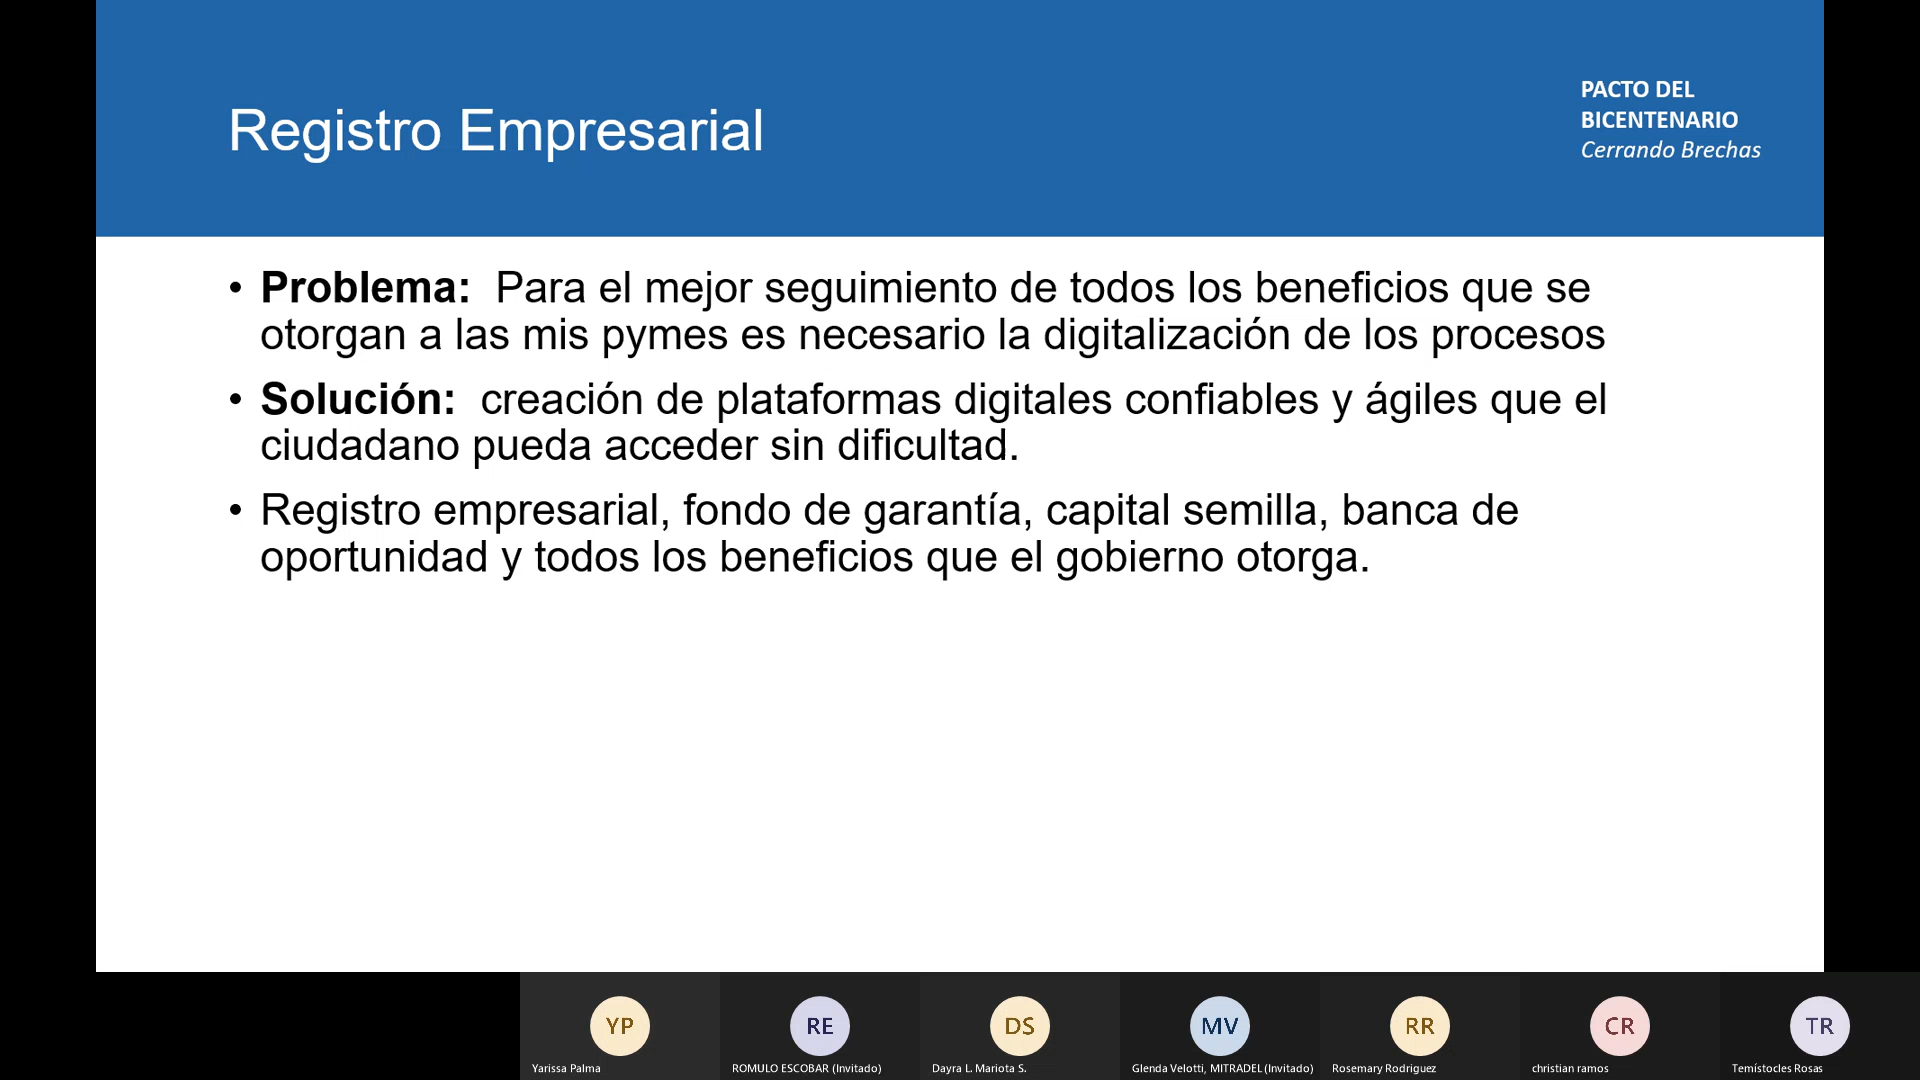 Registro Empresarial
PACTO DEL
BICENTENARIO
Cerrando Brechas
• Problema:  Para el mejor seguimiento de todos los beneficios que se
otorgan a las mis pymes es necesario la digitalización de los procesos
• Solución:  creación de plataformas digitales confiables y ágiles que el
ciudadano pueda acceder sin dificultad.
• Registro empresarial, fondo de garantía, capital semilla, banca de
oportunidad y todos los beneficios que el gobierno otorga.
YP
RE
DS
MV
RR
CR
TR
Yarissa Palma
ROMULO ESCOBAR (Invitado)
Dayra L. Mariota S.
Glenda Velotti, MITRADEL (Invitado)
Rosemary Rodriguez
christian ramos
Temístocles Rosas